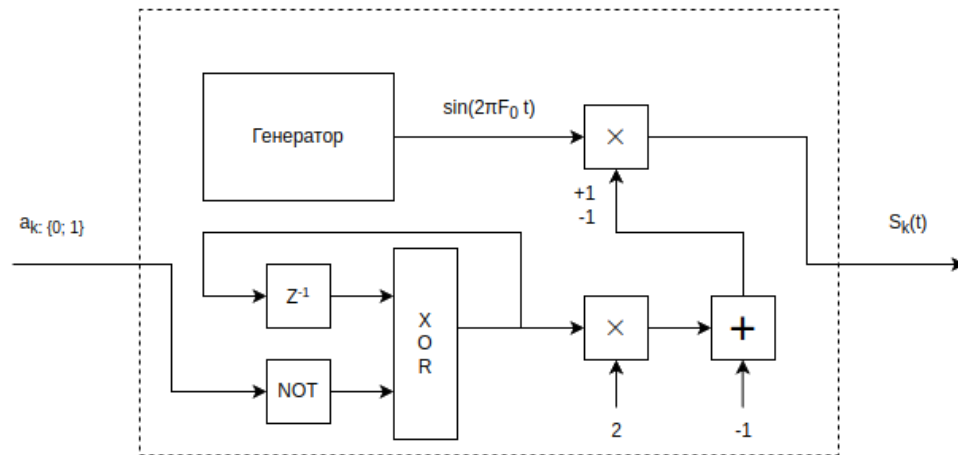 sin(2πF₀ t)
Генератор
×
+1
-1
aₖ: {0; 1}
Sₖ(t)
Z⁻¹
X
O
R
×
+
NOT
2
-1